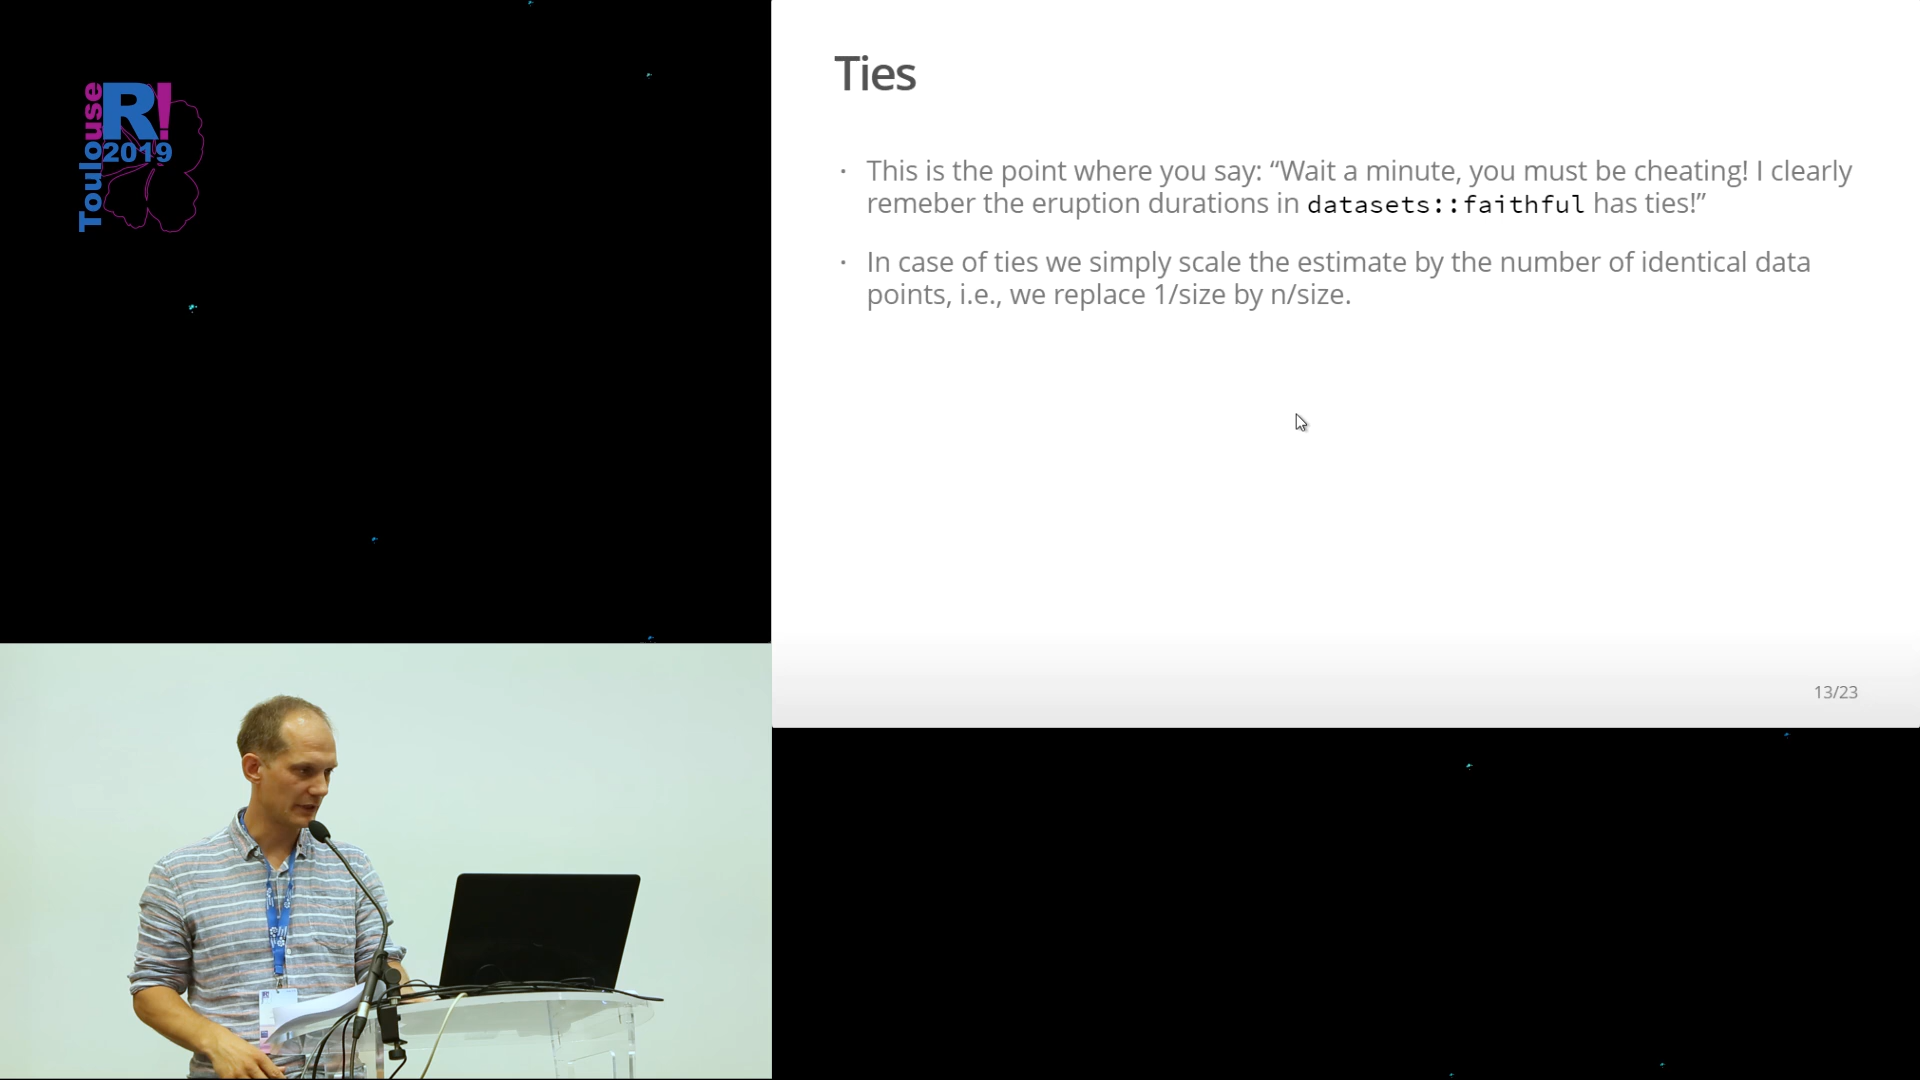 Toulouse
R!
2019
Ties
· This is the point where you say: “Wait a minute, you must be cheating! I clearly
remeber the eruption durations in datasets::faithful has ties!”
· In case of ties we simply scale the estimate by the number of identical data
points, i.e., we replace 1/size by n/size.
13/23